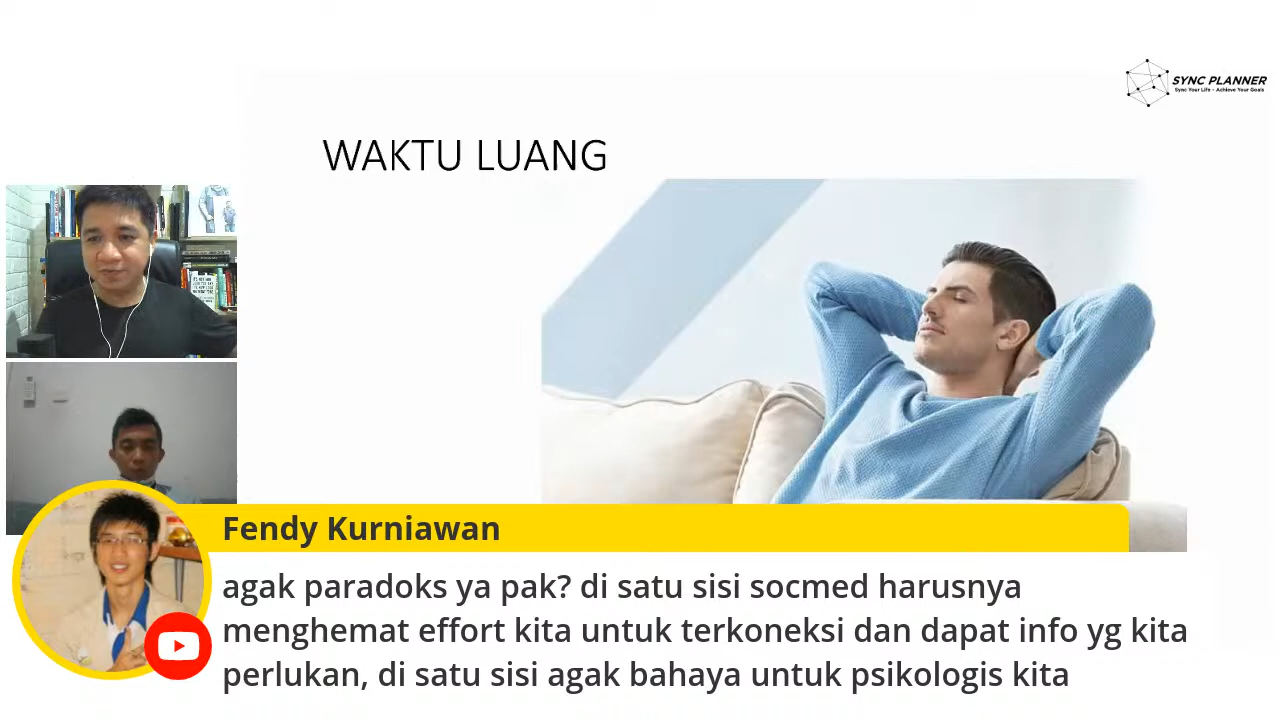 SYNC PLANNER
Sync Your Life - Achieve Your Goals
WAKTU LUANG
Fendy Kurniawan
agak paradoks ya pak? di satu sisi socmed harusnya
menghemat effort kita untuk terkoneksi dan dapat info yg kita
perlukan, di satu sisi agak bahaya untuk psikologis kita